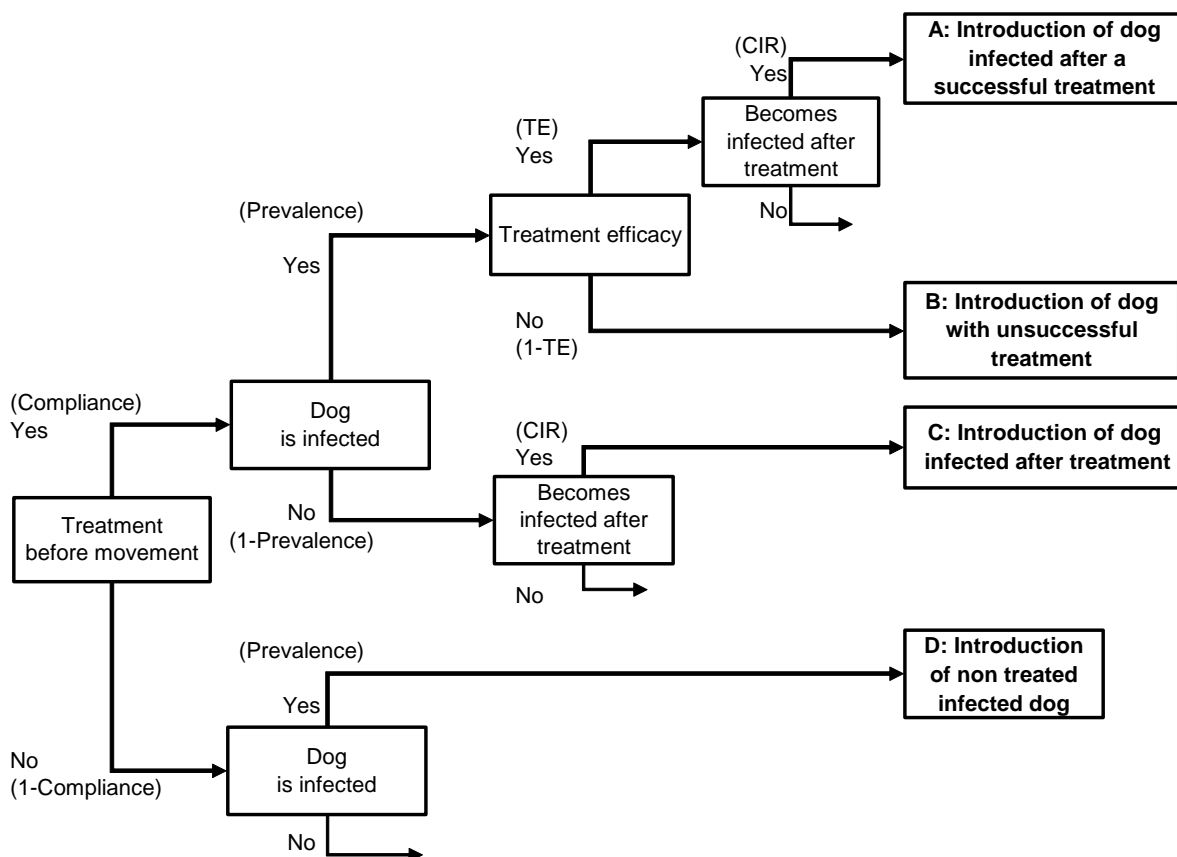 (CIR)
Yes
A: Introduction of dog
infected after a
successful treatment
(TE)
Yes
Becomes
infected after
treatment
No
(Prevalence)
Yes
Treatment efficacy
No
(1-TE)
B: Introduction of dog
with unsuccessful
treatment
(Compliance)
Yes
Dog
is infected
(CIR)
Yes
C: Introduction of dog
infected after treatment
No
(1-Prevalence)
Becomes
infected after
treatment
No
Treatment
before movement
(Prevalence)
Yes
D: Introduction
of non treated
infected dog
No
(1-Compliance)
Dog
is infected
No